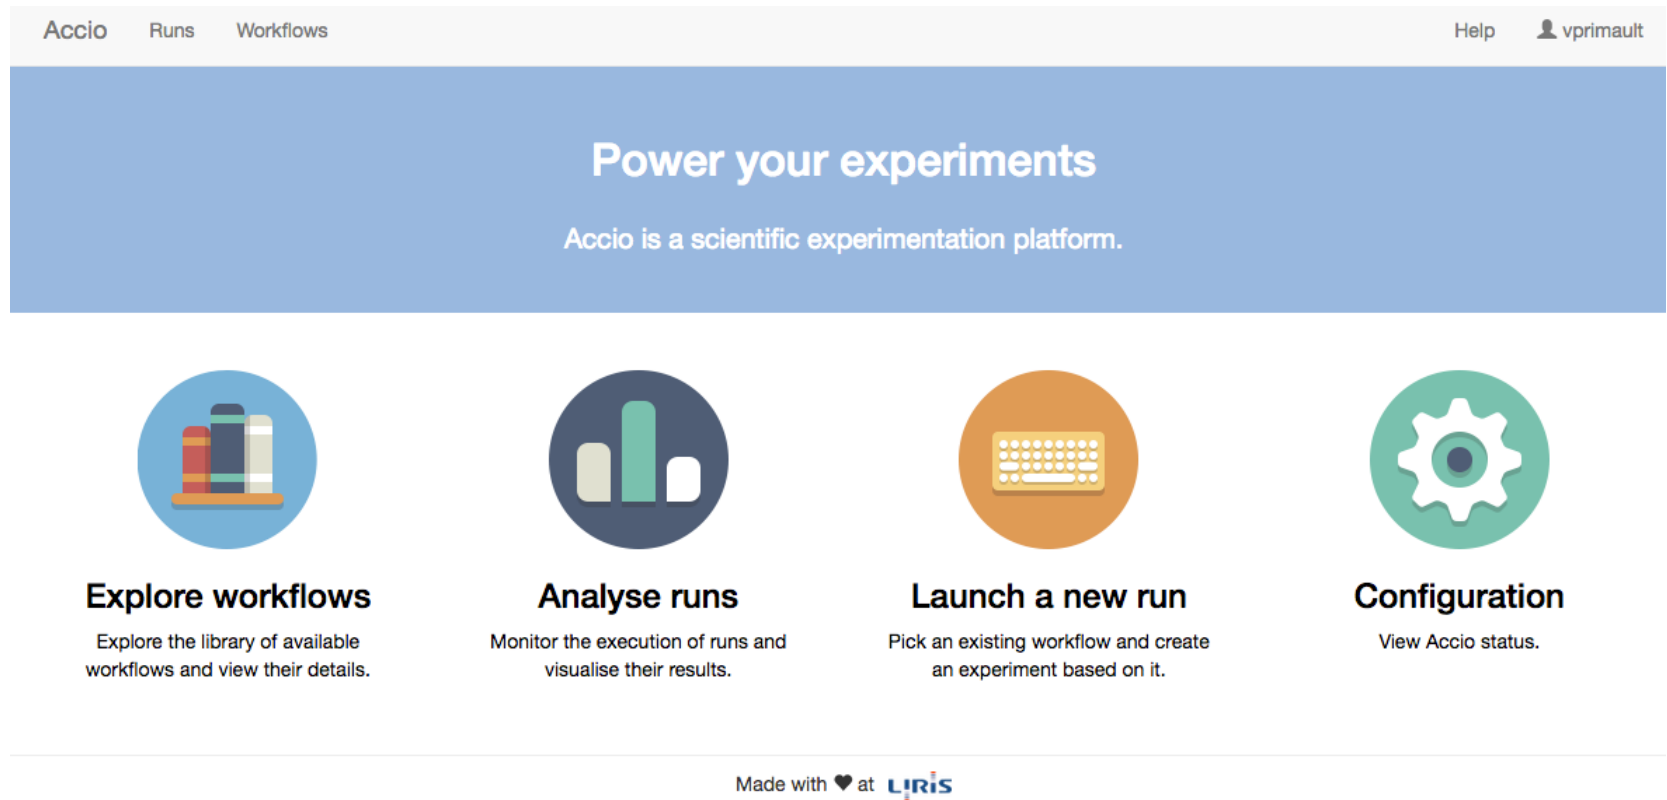 Accio Runs Workflows Help vprimault
Power your experiments
Accio is a scientific experimentation platform.
Explore workflows
Explore the library of available
workflows and view their details.
Analyse runs
Monitor the execution of runs and
visualise their results.
Launch a new run
Pick an existing workflow and create
an experiment based on it.
Configuration
View Accio status.
Made with ♥ at LIRIS